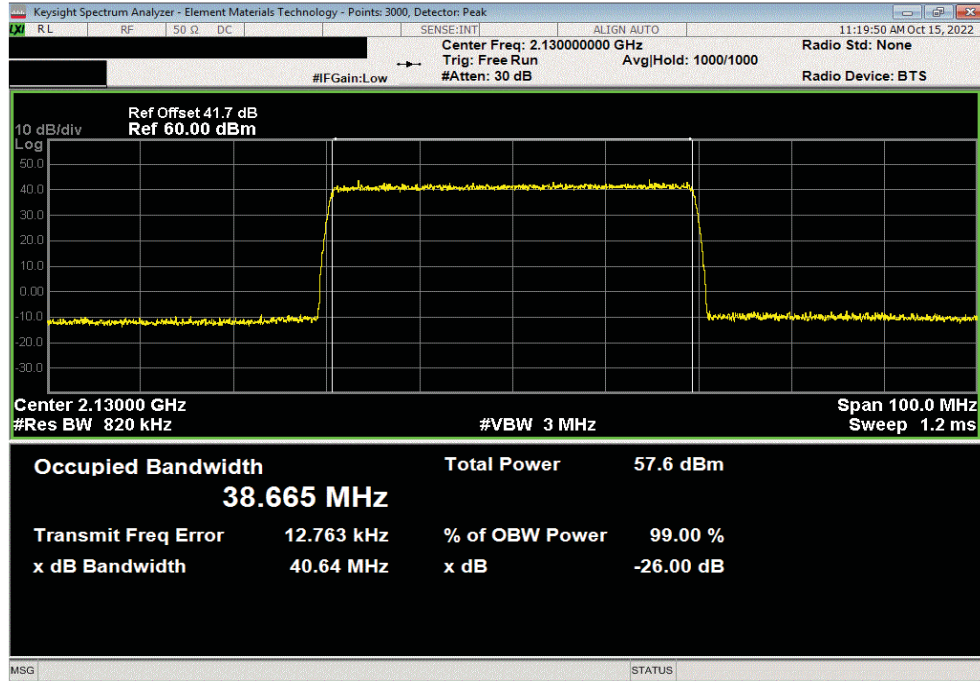 Keysight Spectrum Analyzer - Element Materials Technology - Points: 3000, Detector: Peak
LXI RL RF 50 Ω DC SENSE:INT ALIGN AUTO 11:19:50 AM Oct 15, 2022
Center Freq: 2.130000000 GHz Radio Std: None
Trig: Free Run Avg|Hold: 1000/1000
#IFGain:Low #Atten: 30 dB Radio Device: BTS
Ref Offset 41.7 dB
10 dB/div Ref 60.00 dBm
Log
50.0
40.0
30.0
20.0
10.0
0.00
-10.0
-20.0
-30.0
Center 2.13000 GHz Span 100.0 MHz
#Res BW 820 kHz #VBW 3 MHz Sweep 1.2 ms
Occupied Bandwidth Total Power 57.6 dBm
38.665 MHz
Transmit Freq Error 12.763 kHz % of OBW Power 99.00 %
x dB Bandwidth 40.64 MHz x dB -26.00 dB
MSG STATUS